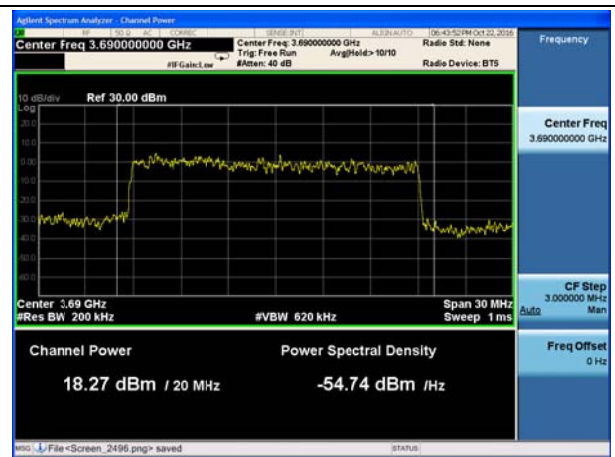 Agilent Spectrum Analyzer - Channel Power
RF 50 Ω AC CORREC SENSE:INT ALIGN AUTO 06:43:52 PM Oct 22, 2016
Center Freq 3.690000000 GHz
Center Freq: 3.690000000 GHz
Radio Std: None
Trig: Free Run Avg|Hold:> 10/10
#IFGain:Low #Atten: 40 dB Radio Device: BTS
Frequency
10 dB/div Ref 30.00 dBm
Log
20.0
10.0
0.00
-10.0
-20.0
-30.0
-40.0
-50.0
-60.0
Center Freq
3.690000000 GHz
Center 3.69 GHz Span 30 MHz
#Res BW 200 kHz #VBW 620 kHz Sweep 1 ms
CF Step
3.000000 MHz
Auto Man
Channel Power Power Spectral Density
18.27 dBm / 20 MHz -54.74 dBm /Hz
Freq Offset
0 Hz
MSG File <Screen_2496.png> saved STATUS